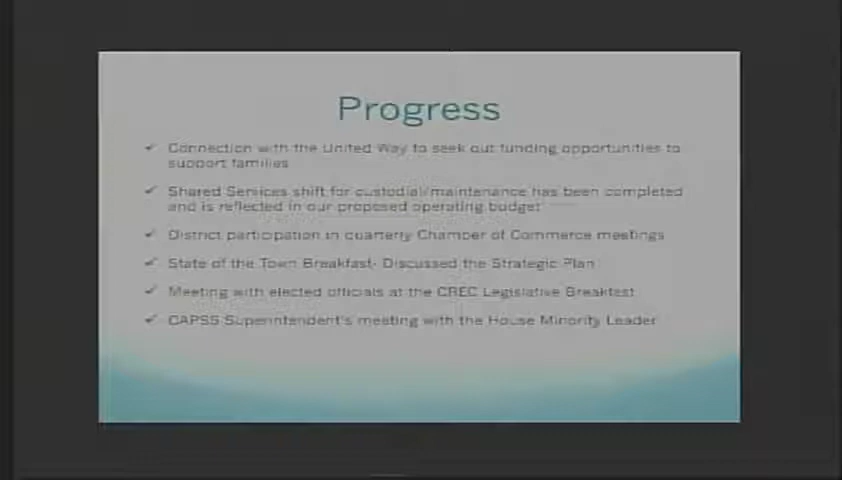 Progress
✓ Connection with the United Way to seek out funding opportunities to
support families
✓ Shared Services shift for custodial/maintenance has been completed
and is reflected in our proposed operating budget
✓ District participation in quarterly Chamber of Commerce meetings
✓ State of the Town Breakfast- Discussed the Strategic Plan
✓ Meeting with elected officials at the CREC Legislative Breakfast
✓ CAPSS Superintendent's meeting with the House Minority Leader